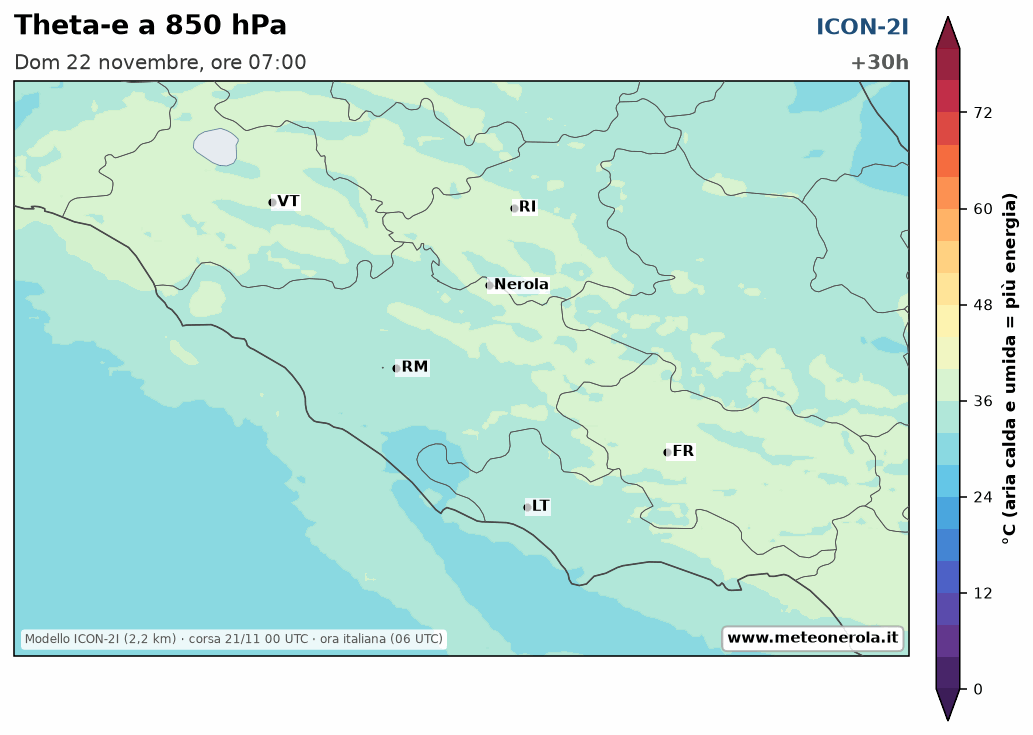 Theta-e a 850 hPa
ICON-2I
Dom 22 novembre, ore 07:00
+30h
VT
RI
Nerola
RM
FR
LT
Modello ICON-2I (2,2 km) · corsa 21/11 00 UTC · ora italiana (06 UTC)
www.meteonerola.it
72
60
48
36
24
12
0
°C (aria calda e umida = più energia)